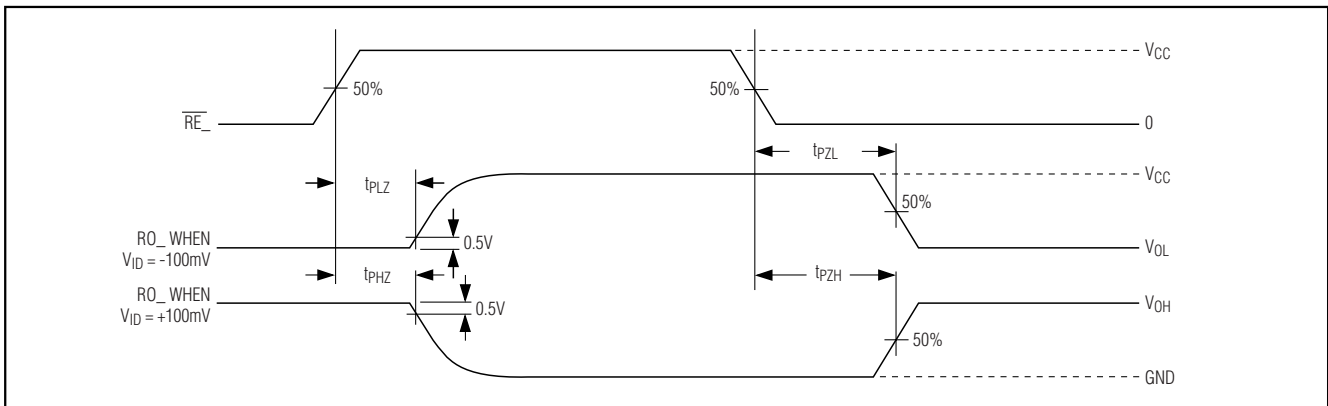 VCC
50%
50%
RE_
0
tPZL
tPLZ
VCC
50%
RO_ WHEN
VID = -100mV
0.5V
VOL
tPHZ
tPZH
RO_ WHEN
VID = +100mV
0.5V
VOH
50%
GND